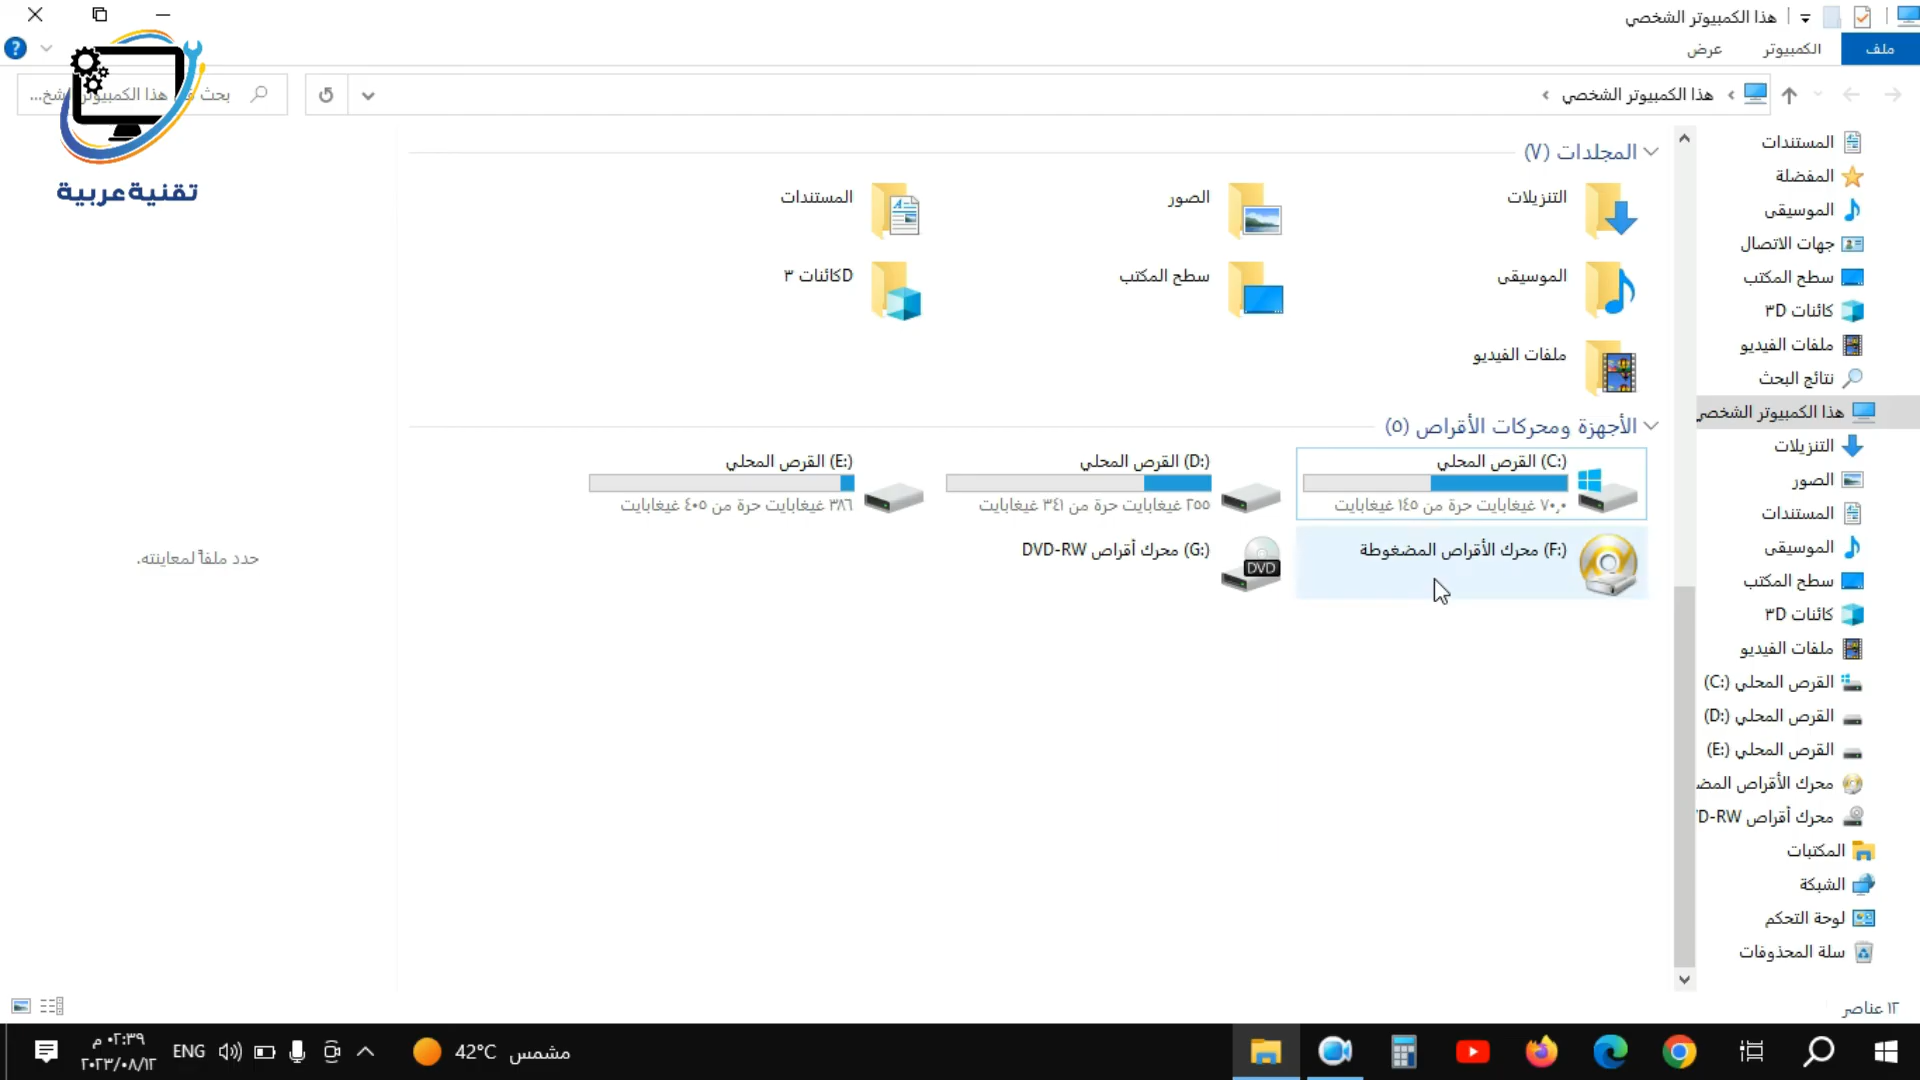 هذا الكمبيوتر الشخصي
ملف
الكمبيوتر
عرض
هذا الكمبيوتر الشخصي
بحث
هذا الكمبيوتر
شخ...
تقنية عربية
المستندات
المفضلة
الموسيقى
جهات الاتصال
سطح المكتب
كائنات ٣D
ملفات الفيديو
نتائج البحث
هذا الكمبيوتر الشخصي
التنزيلات
الصور
المستندات
الموسيقى
سطح المكتب
كائنات ٣D
ملفات الفيديو
القرص المحلي (C:)
القرص المحلي (D:)
القرص المحلي (E:)
محرك الأقراص المض
محرك أقراص D-RW
المكتبات
الشبكة
لوحة التحكم
سلة المحذوفات
المجلدات (٧)
التنزيلات
الصور
المستندات
الموسيقى
سطح المكتب
Dكائنات ٣
ملفات الفيديو
الأجهزة ومحركات الأقراص (٥)
(C:) القرص المحلي
٧٠,٠ غيغابايت حرة من ١٤٥ غيغابايت
(D:) القرص المحلي
٢٥٥ غيغابايت حرة من ٣٤١ غيغابايت
(E:) القرص المحلي
٣٨٦ غيغابايت حرة من ٤٠٥ غيغابايت
(F:) محرك الأقراص المضغوطة
(G:) محرك أقراص DVD-RW
DVD
حدد ملفاً لمعاينته.
١٢ عناصر
مشمس 42°C
ENG
٠٢:٣٩ م
٢٠٢٣/٠٨/١٢